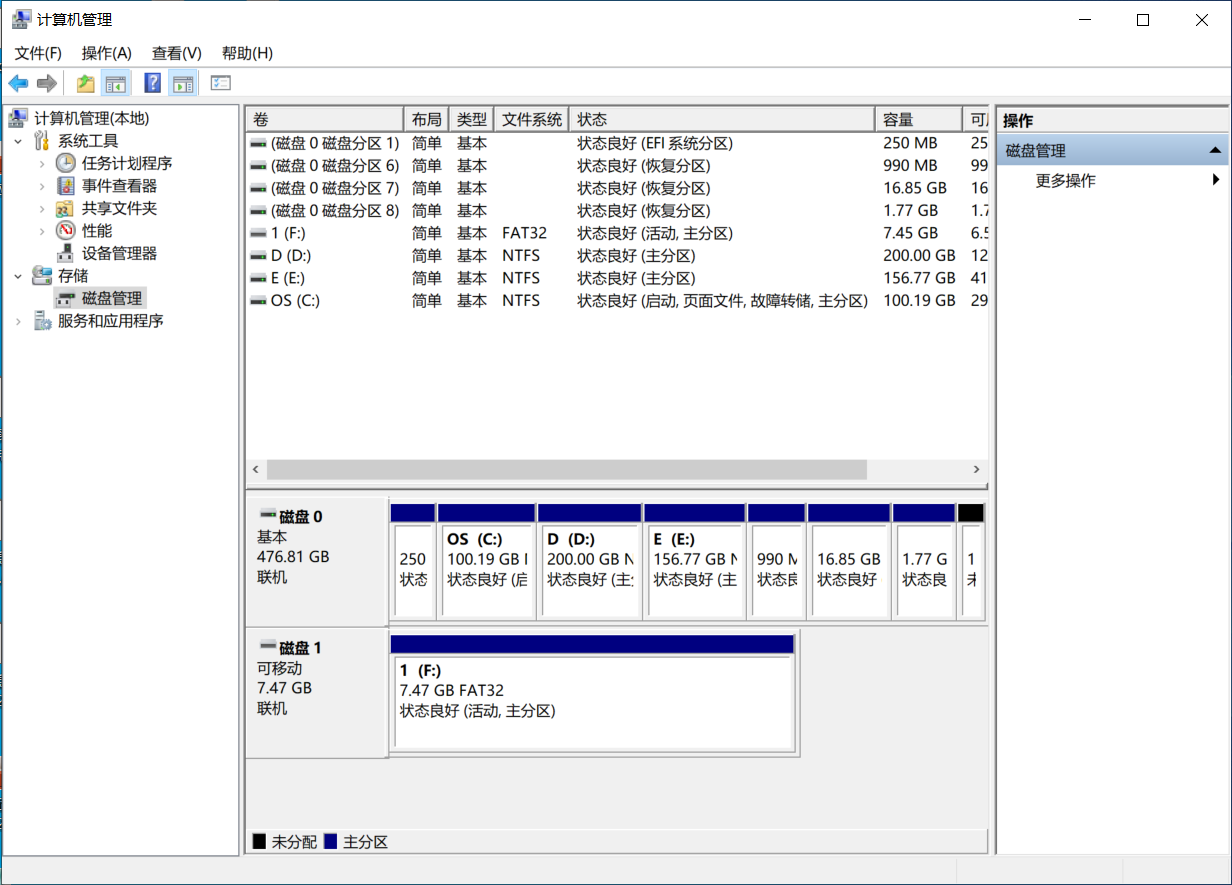 计算机管理
文件(F) 操作(A) 查看(V) 帮助(H)
计算机管理(本地)
系统工具
任务计划程序
事件查看器
共享文件夹
性能
设备管理器
存储
磁盘管理
服务和应用程序
卷 布局 类型 文件系统 状态 容量
(磁盘 0 磁盘分区 1) 简单 基本 状态良好 (EFI 系统分区) 250 MB 25
(磁盘 0 磁盘分区 6) 简单 基本 状态良好 (恢复分区) 990 MB 99
(磁盘 0 磁盘分区 7) 简单 基本 状态良好 (恢复分区) 16.85 GB 16
(磁盘 0 磁盘分区 8) 简单 基本 状态良好 (恢复分区) 1.77 GB 1.7
1 (F:) 简单 基本 FAT32 状态良好 (活动, 主分区) 7.45 GB 6.5
D (D:) 简单 基本 NTFS 状态良好 (主分区) 200.00 GB 12
E (E:) 简单 基本 NTFS 状态良好 (主分区) 156.77 GB 41
OS (C:) 简单 基本 NTFS 状态良好 (启动, 页面文件, 故障转储, 主分区) 100.19 GB 29
磁盘 0
基本
476.81 GB
联机
250
状态
OS (C:)
100.19 GB
状态良好 (启
D (D:)
200.00 GB N
状态良好 (主
E (E:)
156.77 GB N
状态良好 (主
990 M
状态良
16.85 GB
状态良好
1.77 G
状态良
1
未
磁盘 1
可移动
7.47 GB
联机
1 (F:)
7.47 GB FAT32
状态良好 (活动, 主分区)
未分配 主分区
操作
磁盘管理
更多操作